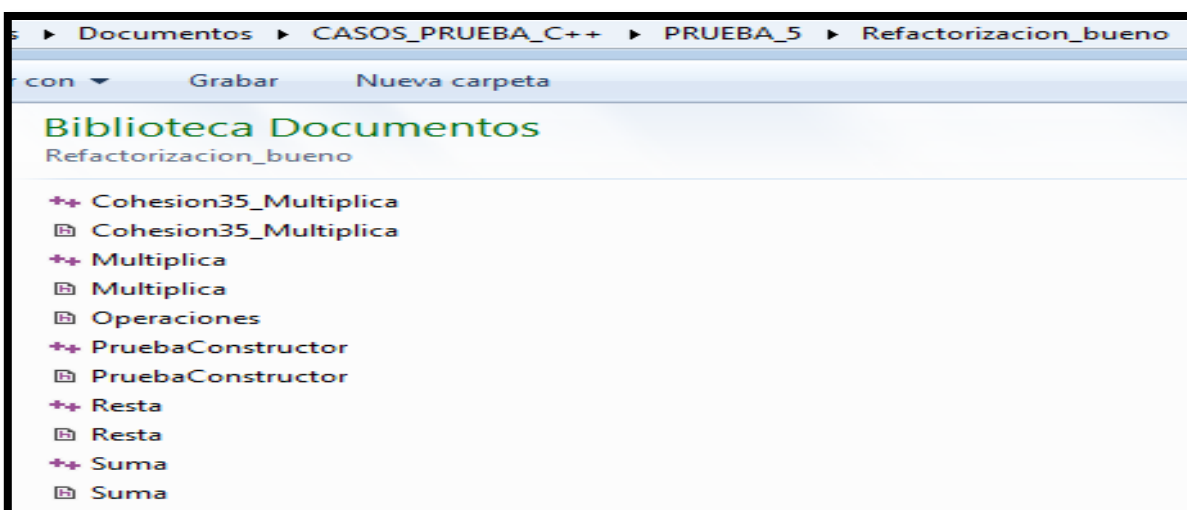 s ▸ Documentos ▸ CASOS_PRUEBA_C++ ▸ PRUEBA_5 ▸ Refactorizacion_bueno
r con ▾ Grabar Nueva carpeta
Biblioteca Documentos
Refactorizacion_bueno
Cohesion35_Multiplica
Cohesion35_Multiplica
Multiplica
Multiplica
Operaciones
PruebaConstructor
PruebaConstructor
Resta
Resta
Suma
Suma